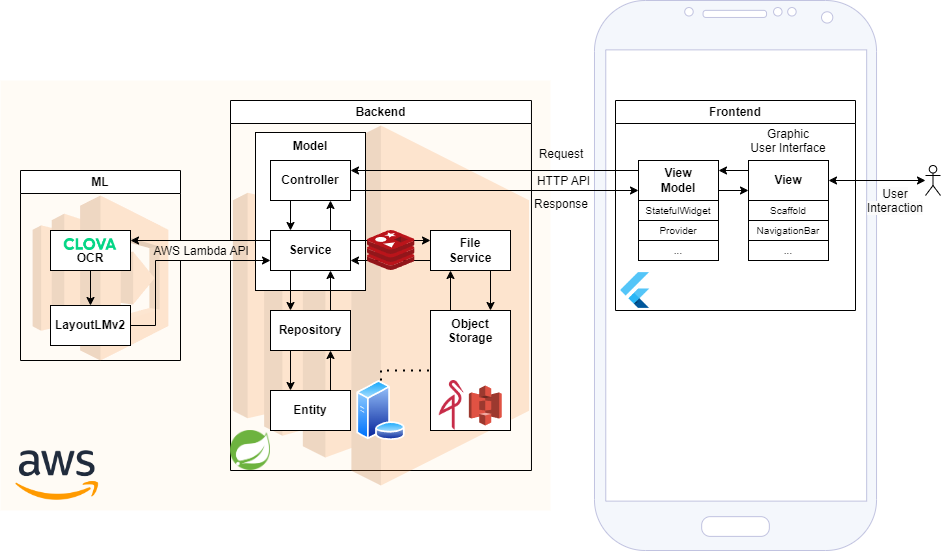 Backend
Frontend
Graphic
User Interface
Model
Request
Controller
HTTP API
View
Model
View
ML
User
Interaction
Response
StatefulWidget
Scaffold
CLOVA
OCR
AWS Lambda API
Service
File
Service
Provider
NavigationBar
...
...
LayoutLMv2
Repository
Object
Storage
Entity
aws